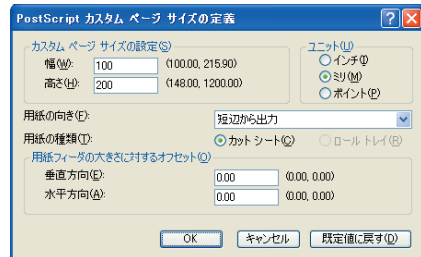 PostScript カスタム ページ サイズの定義
カスタム ページ サイズの設定(S)
幅(W): 100 (100.00, 215.90)
高さ(H): 200 (148.00, 1200.00)
ユニット(U)
インチ(I)
ミリ(M)
ポイント(P)
用紙の向き(F): 短辺から出力
用紙の種類(T): カット シート(C) ロール トレイ(R)
用紙フィーダの大きさに対するオフセット(O)
垂直方向(E): 0.00 (0.00, 0.00)
水平方向(A): 0.00 (0.00, 0.00)
OK キャンセル 既定値に戻す(D)